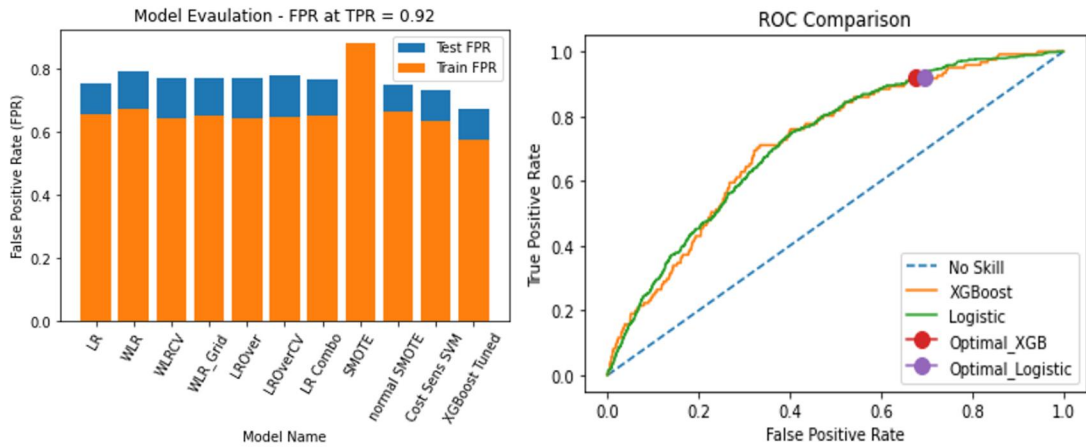 Model Evaulation - FPR at TPR = 0.92
False Positive Rate (FPR)
0.8
0.6
0.4
0.2
0.0
Test FPR
Train FPR
LR
WLR
WLRCV
WLR_Grid
LROver
LROverCV
LR Combo
SMOTE
normal SMOTE
Cost Sens SVM
XGBoost Tuned
Model Name
ROC Comparison
True Positive Rate
1.0
0.8
0.6
0.4
0.2
0.0
No Skill
XGBoost
Logistic
Optimal_XGB
Optimal_Logistic
0.0 0.2 0.4 0.6 0.8 1.0
False Positive Rate